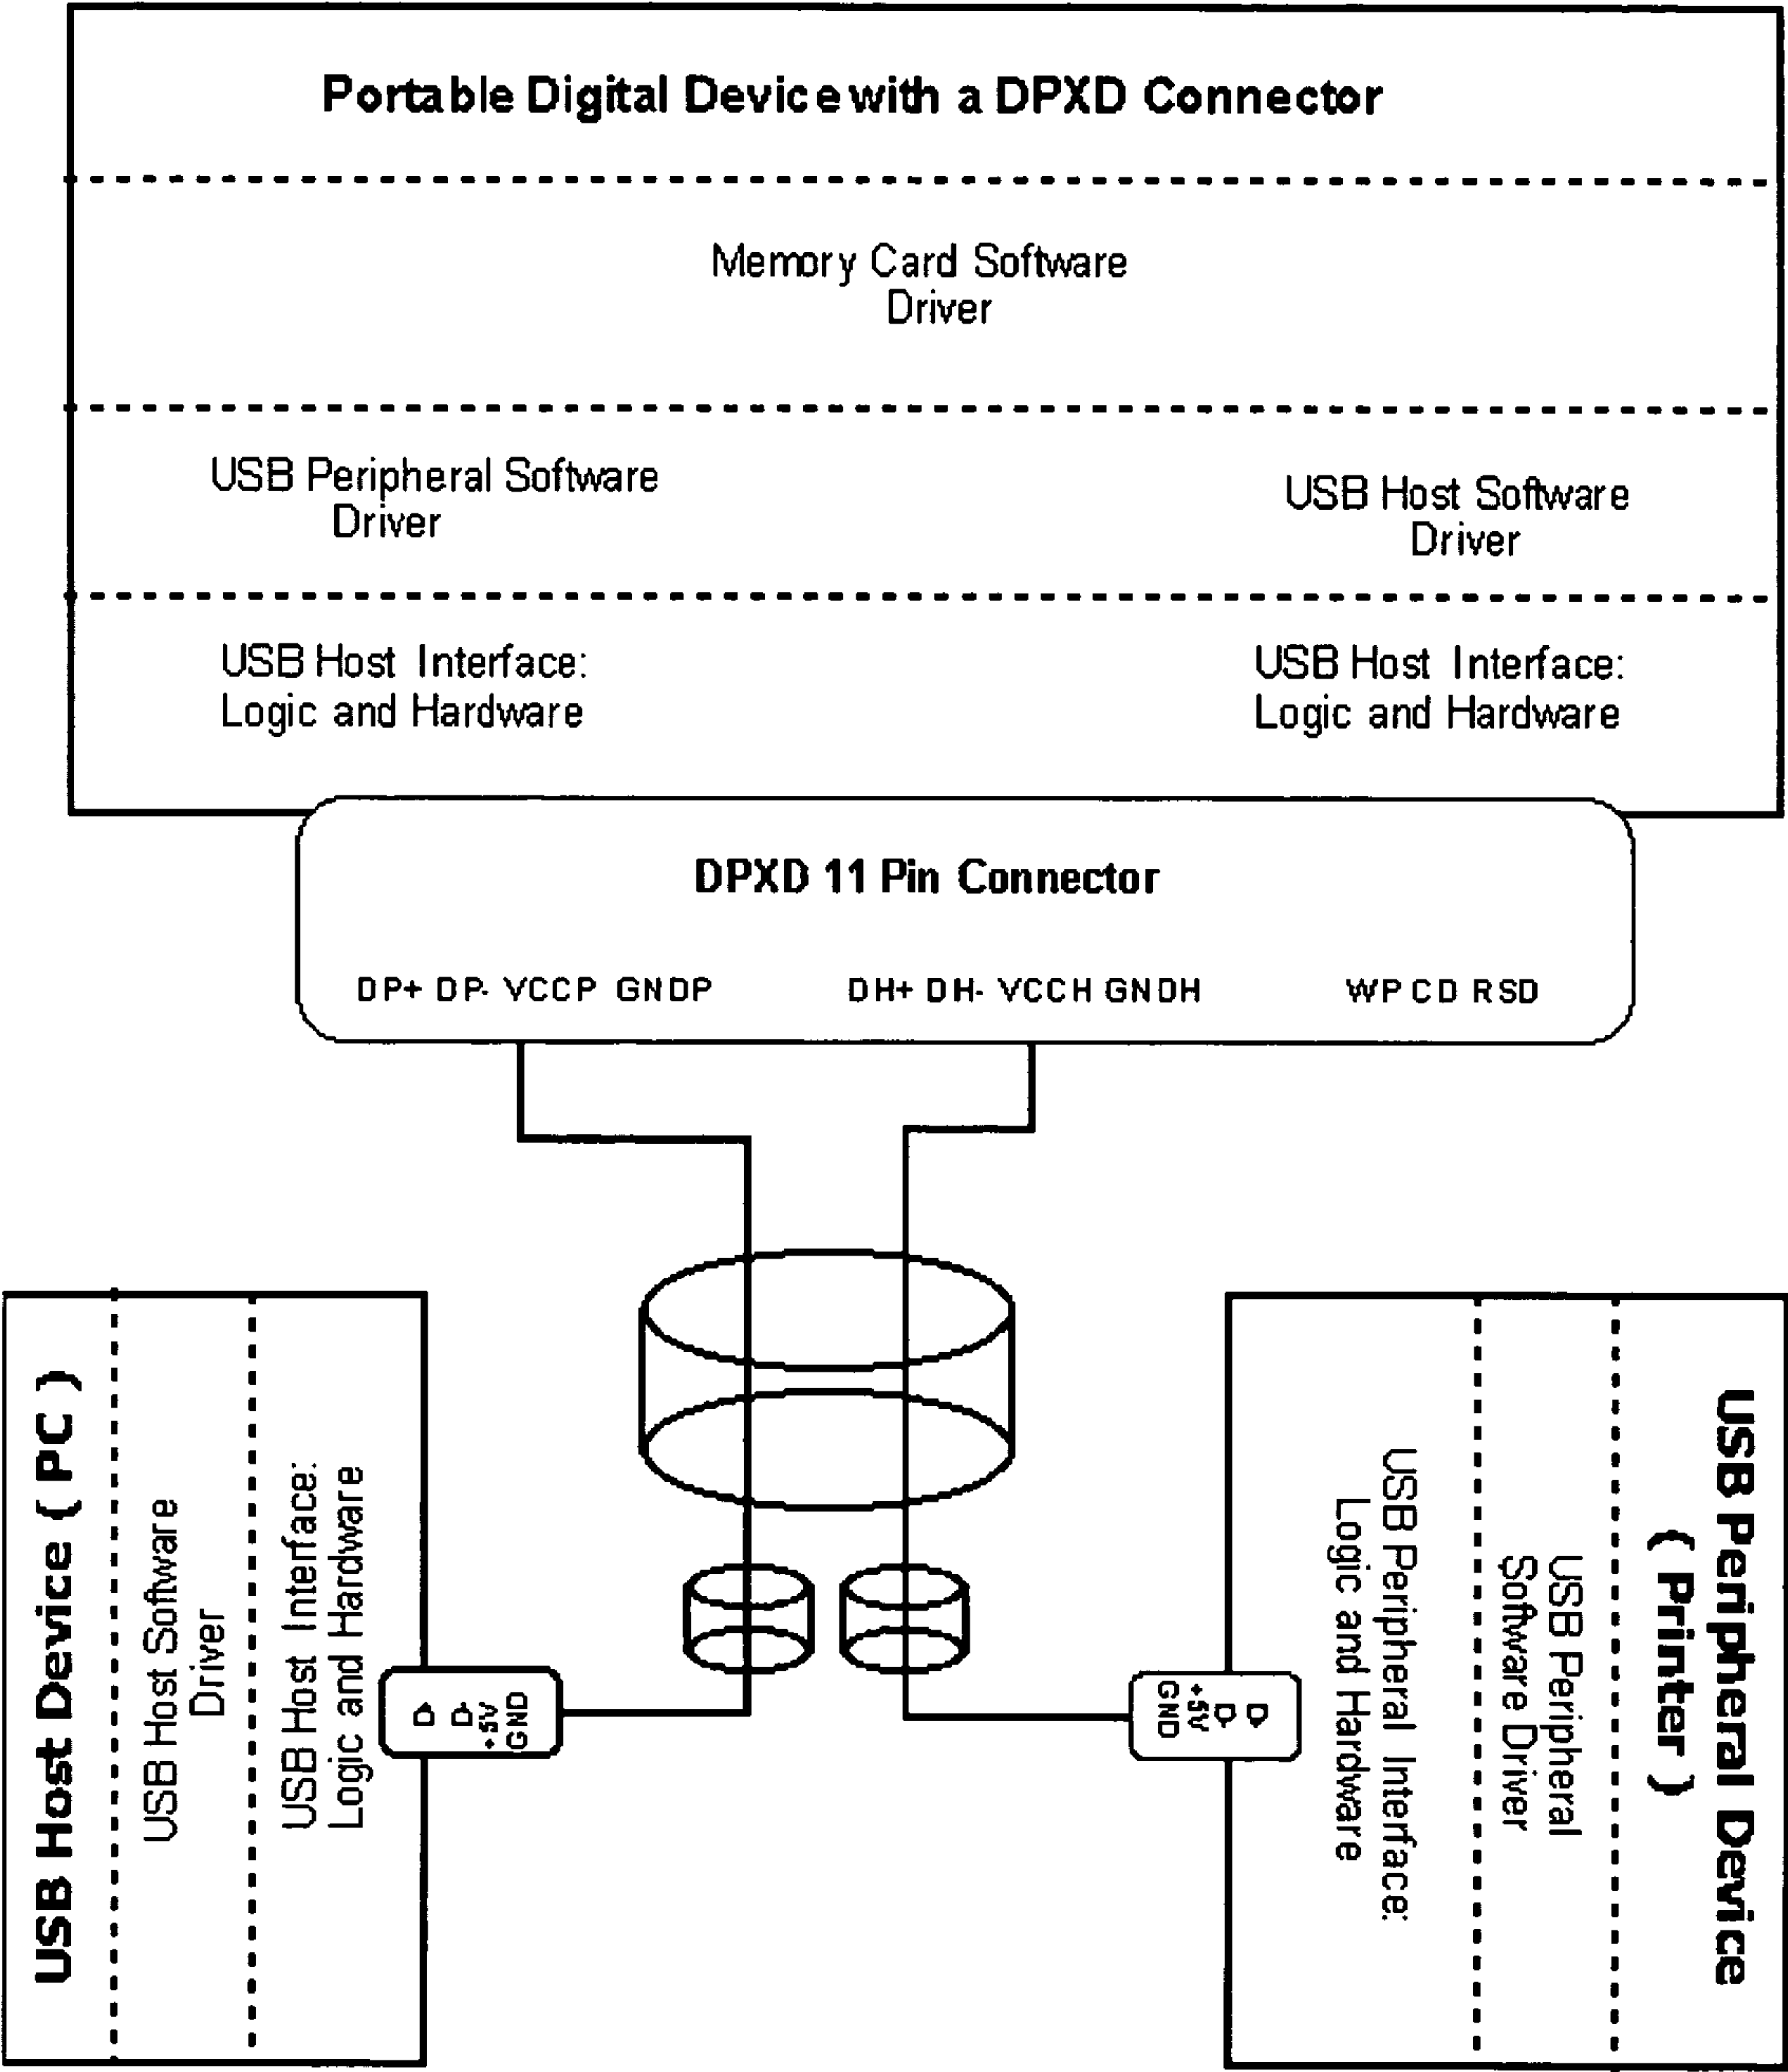 Portable Digital Device with a DPXD Connector
Memory Card Software
Driver
USB Peripheral Software
Driver
USB Host Software
Driver
USB Host Interface:
Logic and Hardware
USB Host Interface:
Logic and Hardware
DPXD 11 Pin Connector
DP+ DP- VCCP GNDP DH+ DH- VCCH GNDH WP CD RSD
USB Host Device ( PC )
USB Host Software
Driver
USB Host Interface:
Logic and Hardware
+5V
GND
GND
+5V
USB Peripheral Interface:
Logic and Hardware
USB Peripheral
Software Driver
USB Peripheral Device
( Printer )